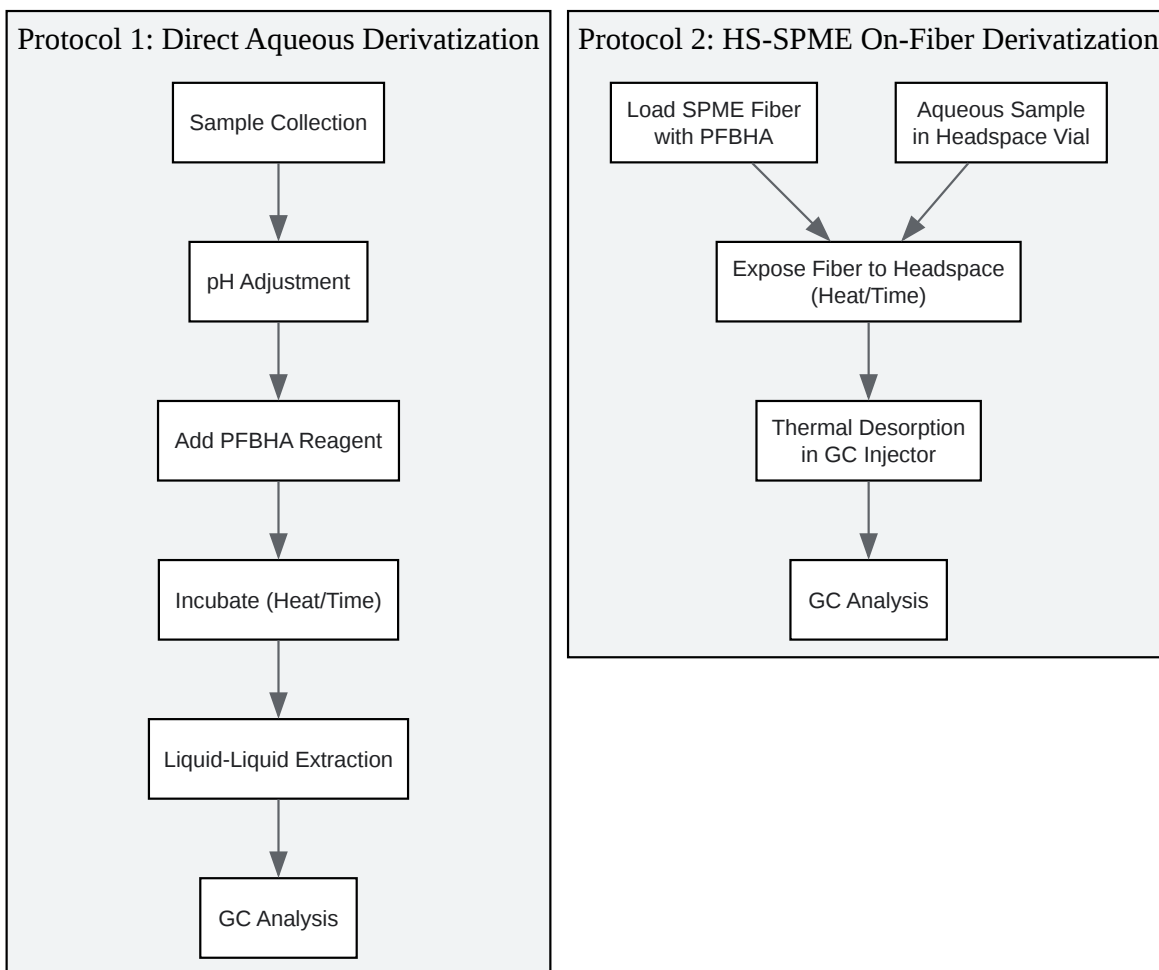 Protocol 1: Direct Aqueous Derivatization
Sample Collection
pH Adjustment
Add PFBHA Reagent
Incubate (Heat/Time)
Liquid-Liquid Extraction
GC Analysis
Protocol 2: HS-SPME On-Fiber Derivatization
Load SPME Fiber
with PFBHA
Aqueous Sample
in Headspace Vial
Expose Fiber to Headspace
(Heat/Time)
Thermal Desorption
in GC Injector
GC Analysis